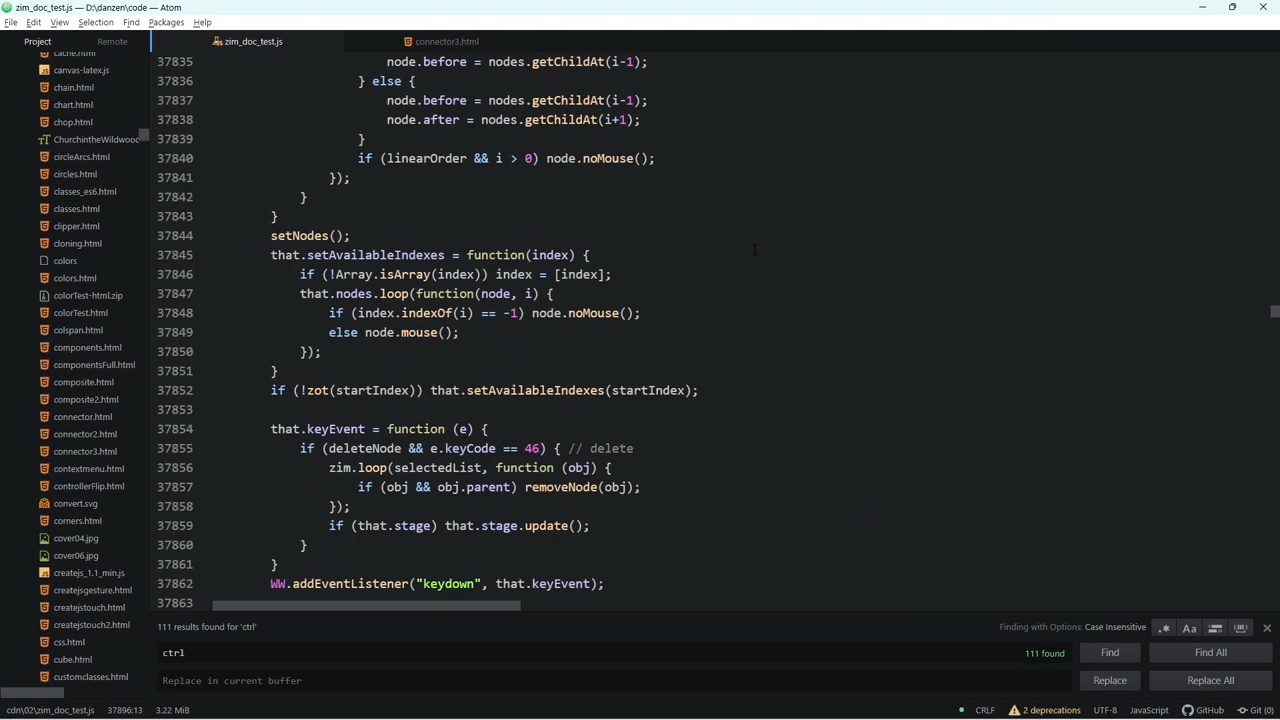 zim_doc_test.js — D:\danzen\code — Atom
File Edit View Selection Find Packages Help
Project Remote
zim_doc_test.js
connector3.html
cache.html
canvas-latex.js
chain.html
chart.html
chop.html
ChurchintheWildwood
circleArcs.html
circles.html
classes_es6.html
classes.html
clipper.html
cloning.html
colors
colors.html
colorTest-html.zip
colorTest.html
colspan.html
components.html
componentsFull.html
composite.html
composite2.html
connector.html
connector2.html
connector3.html
contextmenu.html
controllerFlip.html
convert.svg
corners.html
cover04.jpg
cover06.jpg
createjs_1.1_min.js
createjsgesture.html
createjstouch.html
createjstouch2.html
css.html
cube.html
customclasses.html
37835 node.before = nodes.getChildAt(i-1);
37836 } else {
37837 node.before = nodes.getChildAt(i-1);
37838 node.after = nodes.getChildAt(i+1);
37839 }
37840 if (linearOrder && i > 0) node.noMouse();
37841 });
37842 }
37843 }
37844 setNodes();
37845 that.setAvailableIndexes = function(index) {
37846 if (!Array.isArray(index)) index = [index];
37847 that.nodes.loop(function(node, i) {
37848 if (index.indexOf(i) == -1) node.noMouse();
37849 else node.mouse();
37850 });
37851 }
37852 if (!zot(startIndex)) that.setAvailableIndexes(startIndex);
37853
37854 that.keyEvent = function (e) {
37855 if (deleteNode && e.keyCode == 46) { // delete
37856 zim.loop(selectedList, function (obj) {
37857 if (obj && obj.parent) removeNode(obj);
37858 });
37859 if (that.stage) that.stage.update();
37860 }
37861 }
37862 WW.addEventListener("keydown", that.keyEvent);
37863
111 results found for 'ctrl'
Finding with Options: Case Insensitive
.* Aa
ctrl
111 found
Find
Find All
Replace in current buffer
Replace
Replace All
cdn\02\zim_doc_test.js 37896:13 3.22 MiB
CRLF 2 deprecations UTF-8 JavaScript GitHub Git (0)